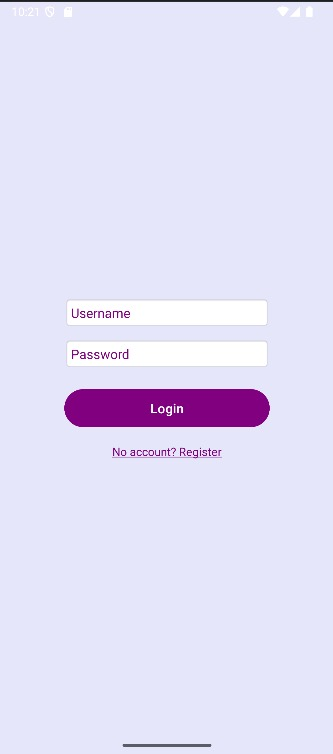 10:21
Username
Password
Login
No account? Register